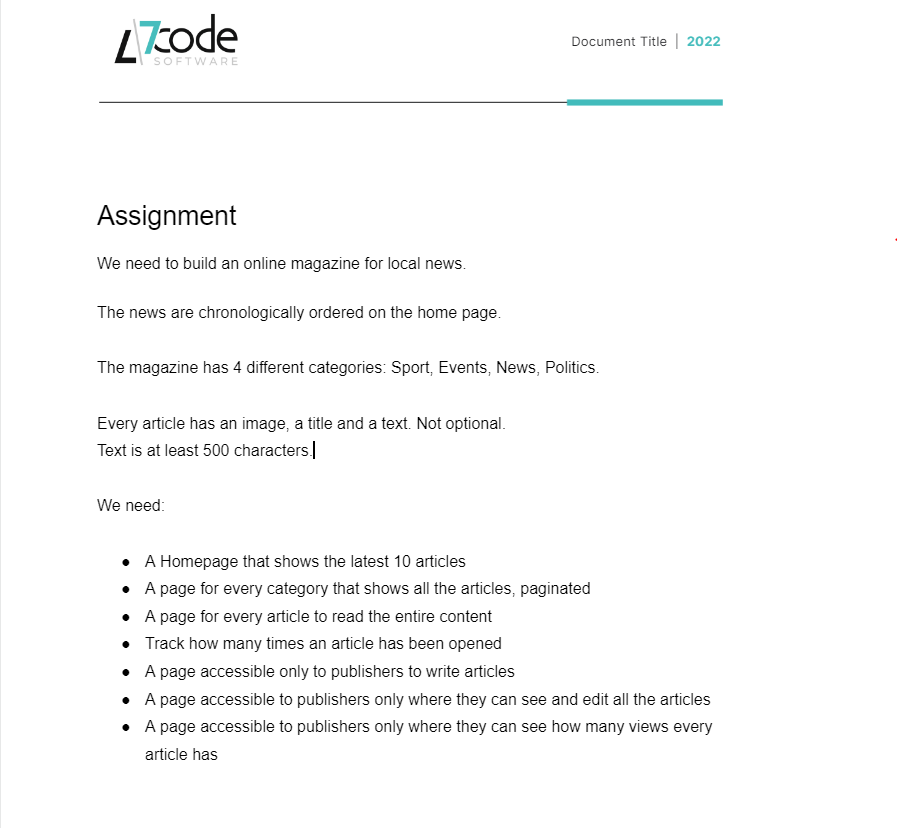 7code
SOFTWARE
Document Title | 2022
Assignment
We need to build an online magazine for local news.
The news are chronologically ordered on the home page.
The magazine has 4 different categories: Sport, Events, News, Politics.
Every article has an image, a title and a text. Not optional.
Text is at least 500 characters.
We need:
● A Homepage that shows the latest 10 articles
● A page for every category that shows all the articles, paginated
● A page for every article to read the entire content
● Track how many times an article has been opened
● A page accessible only to publishers to write articles
● A page accessible to publishers only where they can see and edit all the articles
● A page accessible to publishers only where they can see how many views every
article has